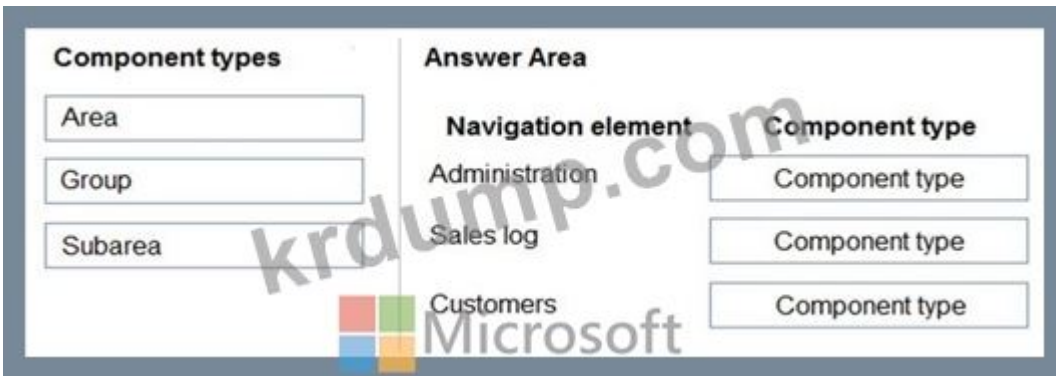 Component types
Area
Group
Subarea
Answer Area
Navigation element Component type
Administration Component type
Sales log Component type
Customers Component type
krdump.com
Microsoft